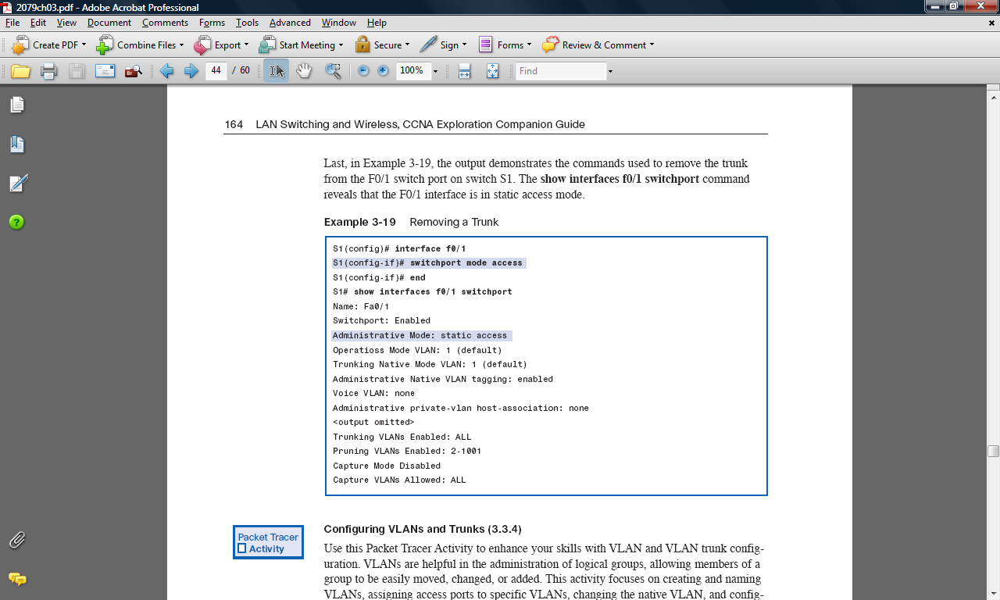 2079ch03.pdf - Adobe Acrobat Professional
File Edit View Document Comments Forms Tools Advanced Window Help
Create PDF Combine Files Export Start Meeting Secure Sign Forms Review & Comment
44 / 60 100% Find
164 LAN Switching and Wireless, CCNA Exploration Companion Guide
Last, in Example 3-19, the output demonstrates the commands used to remove the trunk
from the F0/1 switch port on switch S1. The show interfaces f0/1 switchport command
reveals that the F0/1 interface is in static access mode.
Example 3-19 Removing a Trunk
S1(config)# interface f0/1
S1(config-if)# switchport mode access
S1(config-if)# end
S1# show interfaces f0/1 switchport
Name: Fa0/1
Switchport: Enabled
Administrative Mode: static access
Operatioss Mode VLAN: 1 (default)
Trunking Native Mode VLAN: 1 (default)
Administrative Native VLAN tagging: enabled
Voice VLAN: none
Administrative private-vlan host-association: none
<output omitted>
Trunking VLANs Enabled: ALL
Pruning VLANs Enabled: 2-1001
Capture Mode Disabled
Capture VLANs Allowed: ALL
Packet Tracer
Activity
Configuring VLANs and Trunks (3.3.4)
Use this Packet Tracer Activity to enhance your skills with VLAN and VLAN trunk config-
uration. VLANs are helpful in the administration of logical groups, allowing members of a
group to be easily moved, changed, or added. This activity focuses on creating and naming
VLANs, assigning access ports to specific VLANs, changing the native VLAN, and config-